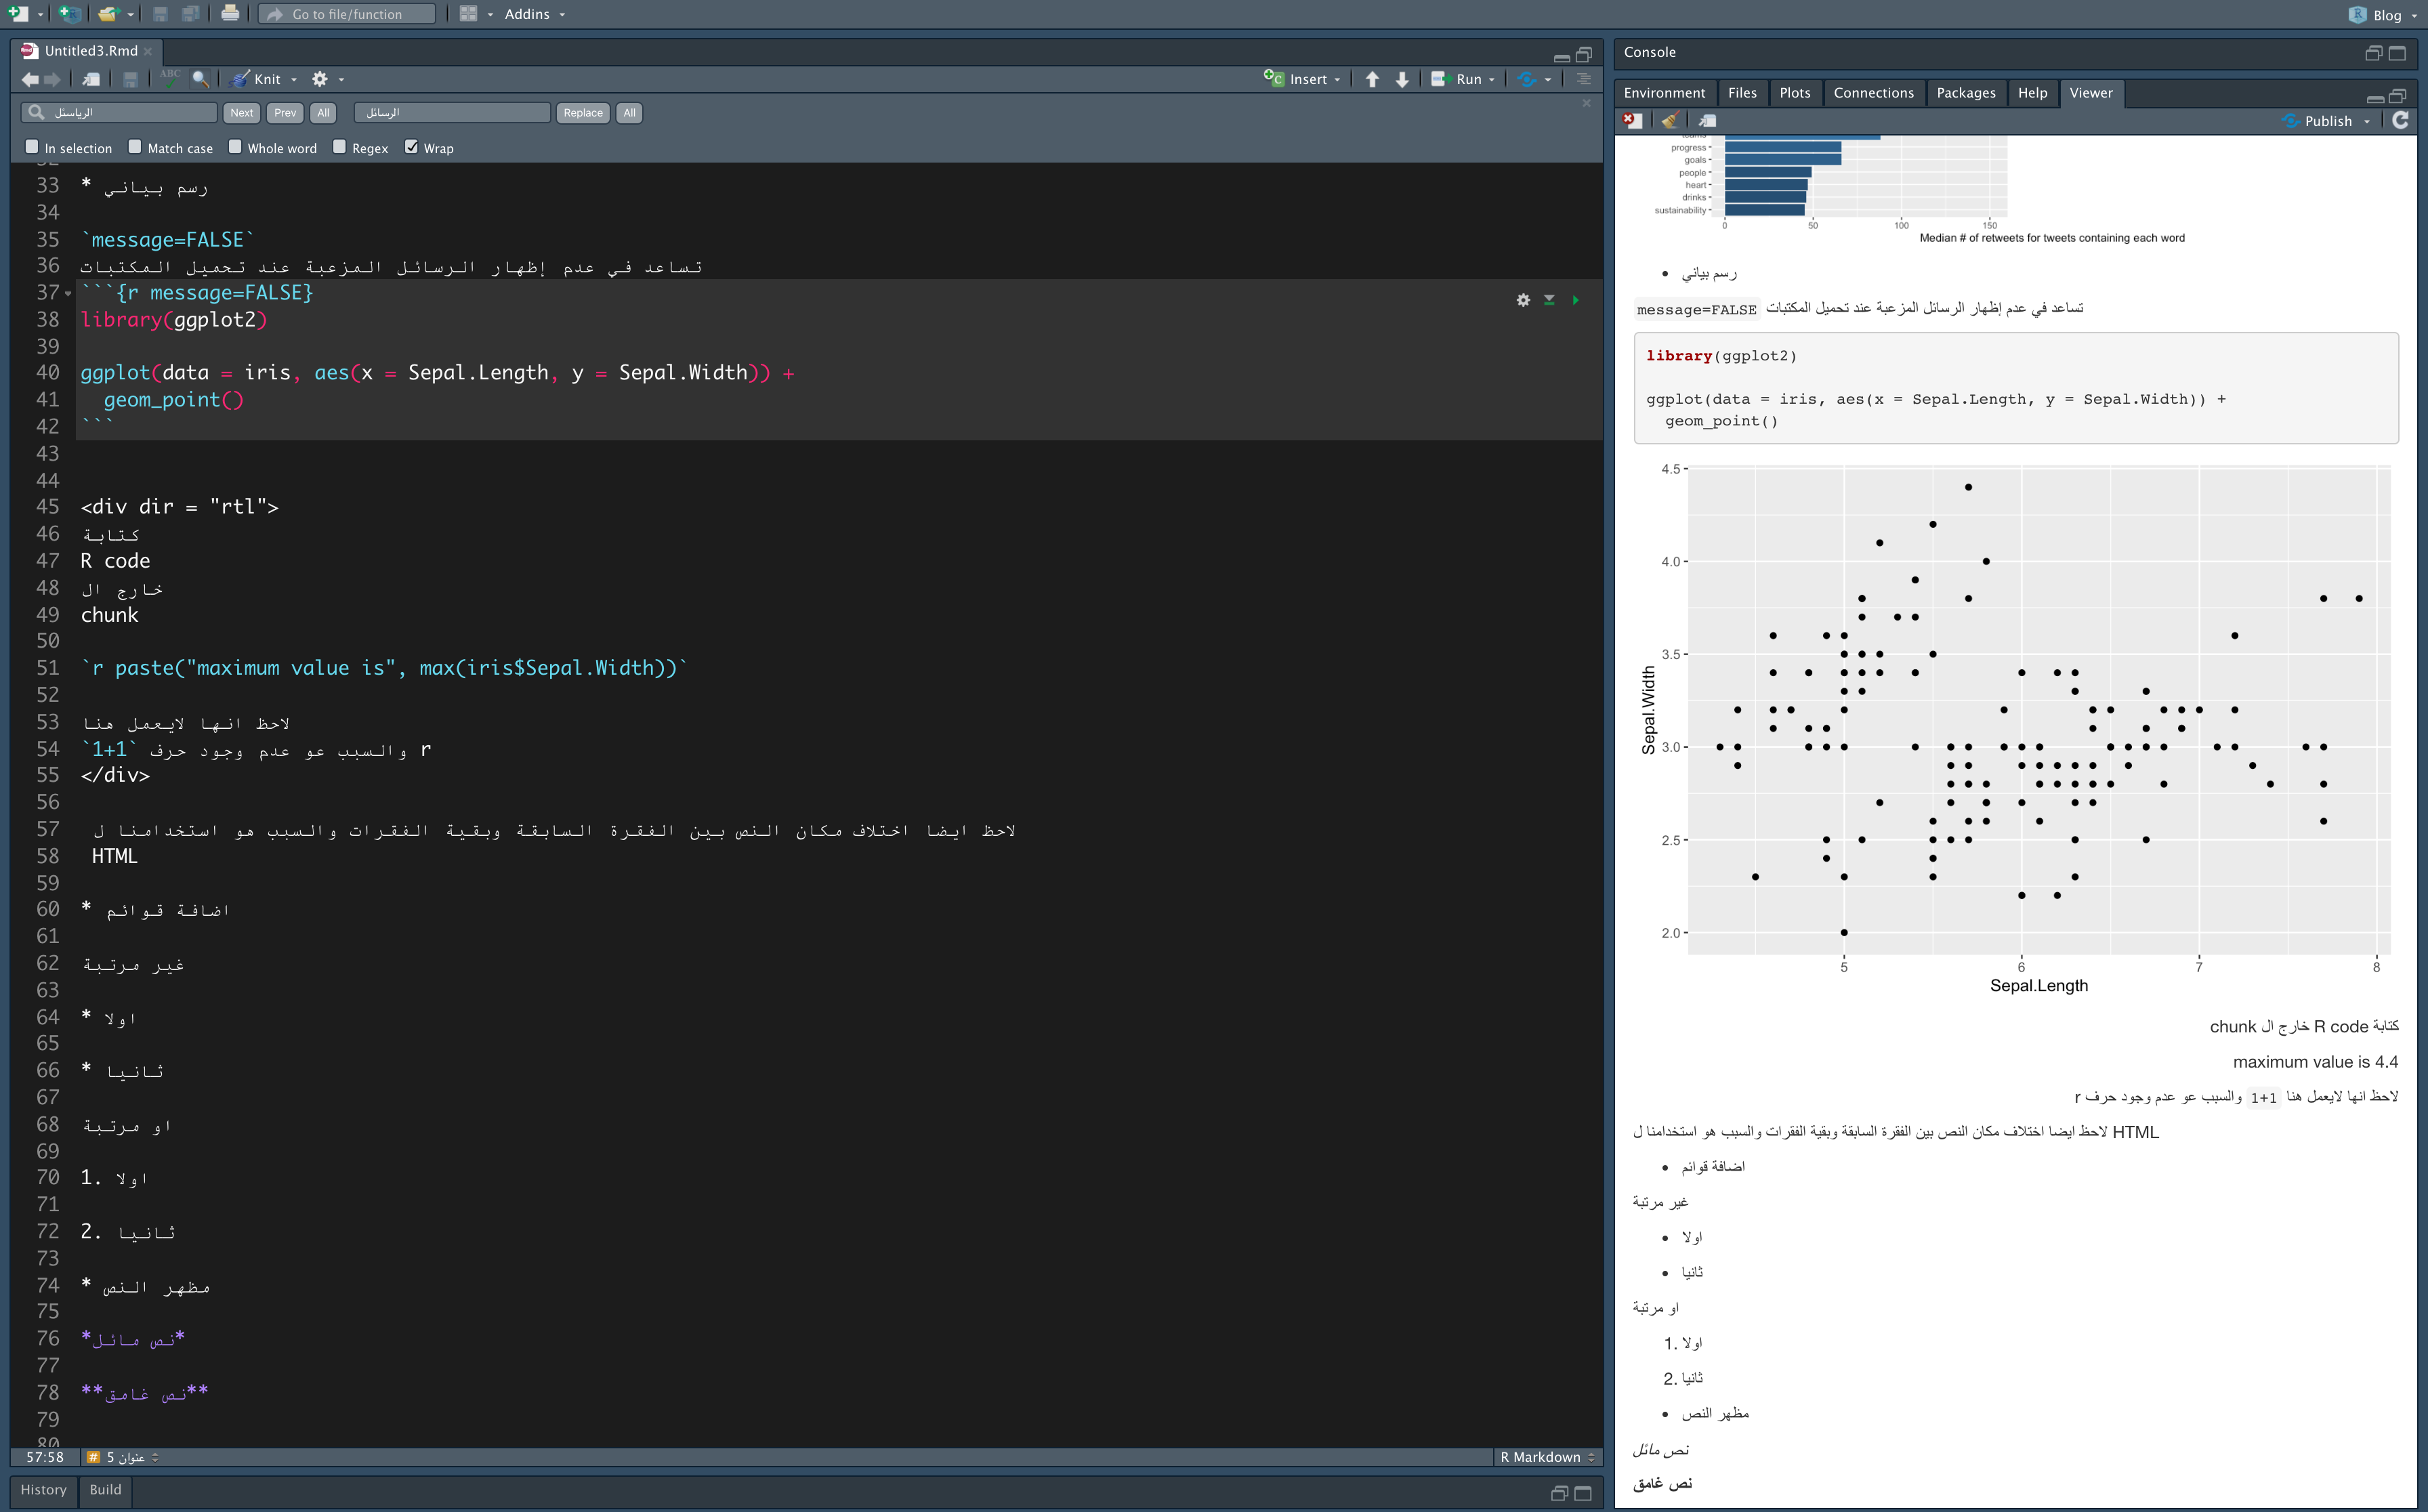 Go to file/function
Addins
Blog
Untitled3.Rmd
ABC
Knit
Insert
Run
الرياسئل
Next
Prev
All
الرسائل
Replace
All
In selection
Match case
Whole word
Regex
Wrap
33 * رسم بياني
34
35 `message=FALSE`
36 تساعد في عدم إظهار الرسائل المزعبة عند تحميل المكتبات
37 ```{r message=FALSE}
38 library(ggplot2)
39
40 ggplot(data = iris, aes(x = Sepal.Length, y = Sepal.Width)) +
41   geom_point()
42 ```
43
44
45 <div dir = "rtl">
46 كتابة
47 R code
48 خارج ال
49 chunk
50
51 `r paste("maximum value is", max(iris$Sepal.Width))`
52
53 لاحظ انها لايعمل هنا
54 `1+1` والسبب عو عدم وجود حرف r
55 </div>
56
57 لاحظ ايضا اختلاف مكان النص بين الفقرة السابقة وبقية الفقرات والسبب هو استخدامنا ل
58 HTML
59
60 * اضافة قوائم
61
62 غير مرتبة
63
64 * اولا
65
66 * ثانيا
67
68 او مرتبة
69
70 1. اولا
71
72 2. ثانيا
73
74 * مظهر النص
75
76 *نص مائل*
77
78 **نص غامق**
79
80
57:58
# عنوان 5
R Markdown
History
Build
Console
Environment
Files
Plots
Connections
Packages
Help
Viewer
Publish
progress
goals
people
heart
drinks
sustainability
0 50 100 150
Median # of retweets for tweets containing each word
• رسم بياني
message=FALSE تساعد في عدم إظهار الرسائل المزعبة عند تحميل المكتبات
library(ggplot2)
ggplot(data = iris, aes(x = Sepal.Length, y = Sepal.Width)) +
  geom_point()
4.5
4.0
3.5
3.0
2.5
2.0
Sepal.Width
5 6 7 8
Sepal.Length
كتابة R code خارج ال chunk
maximum value is 4.4
لاحظ انها لايعمل هنا 1+1 والسبب عو عدم وجود حرف r
لاحظ ايضا اختلاف مكان النص بين الفقرة السابقة وبقية الفقرات والسبب هو استخدامنا ل HTML
• اضافة قوائم
غير مرتبة
• اولا
• ثانيا
او مرتبة
1. اولا
2. ثانيا
• مظهر النص
نص مائل
نص غامق